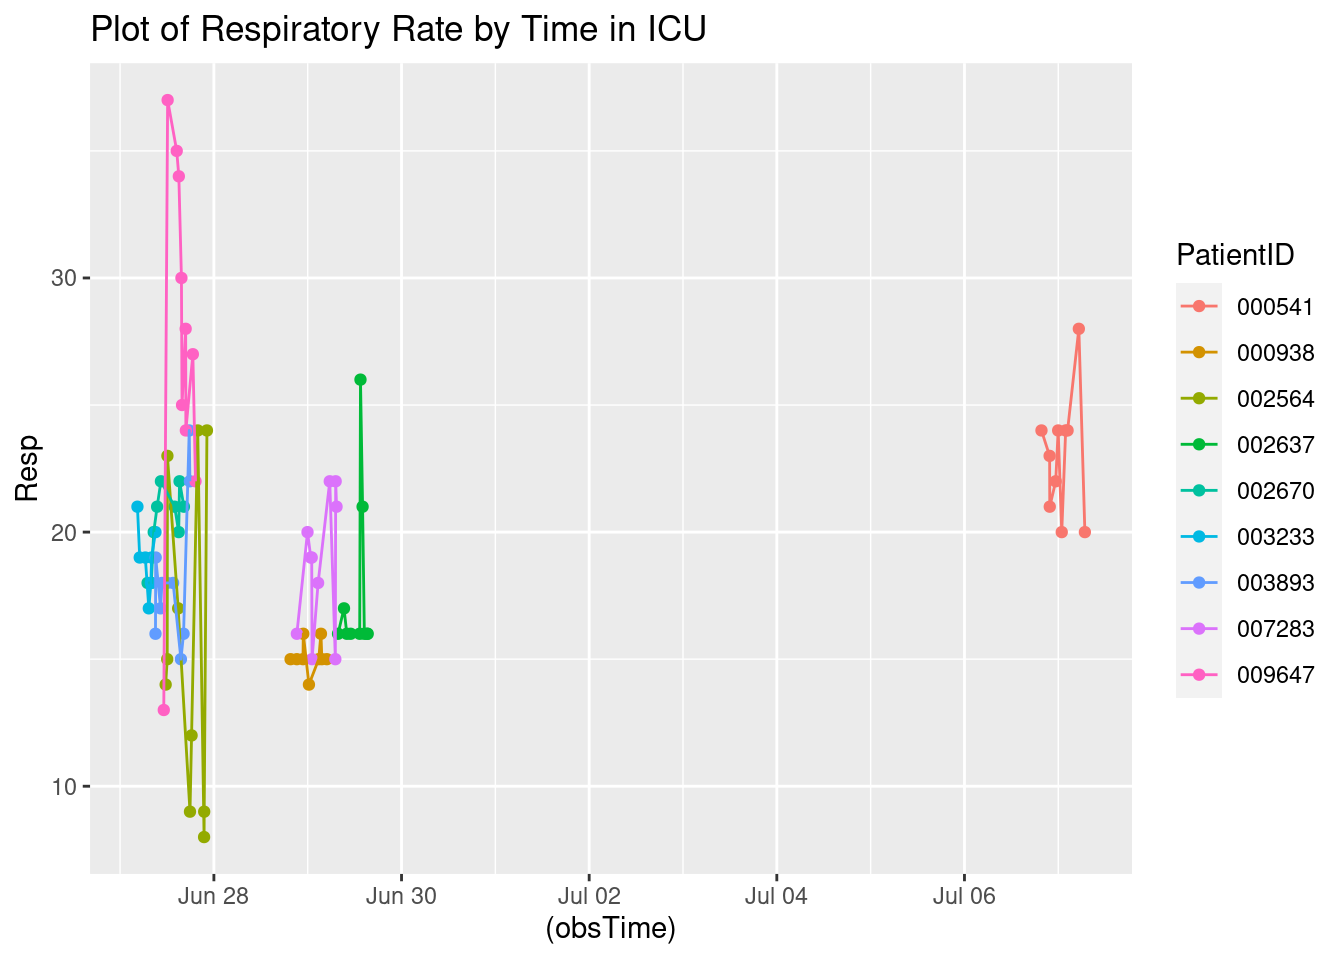 Plot of Respiratory Rate by Time in ICU
30
20
10
Resp
Jun 28
Jun 30
Jul 02
Jul 04
Jul 06
(obsTime)
PatientID
000541
000938
002564
002637
002670
003233
003893
007283
009647